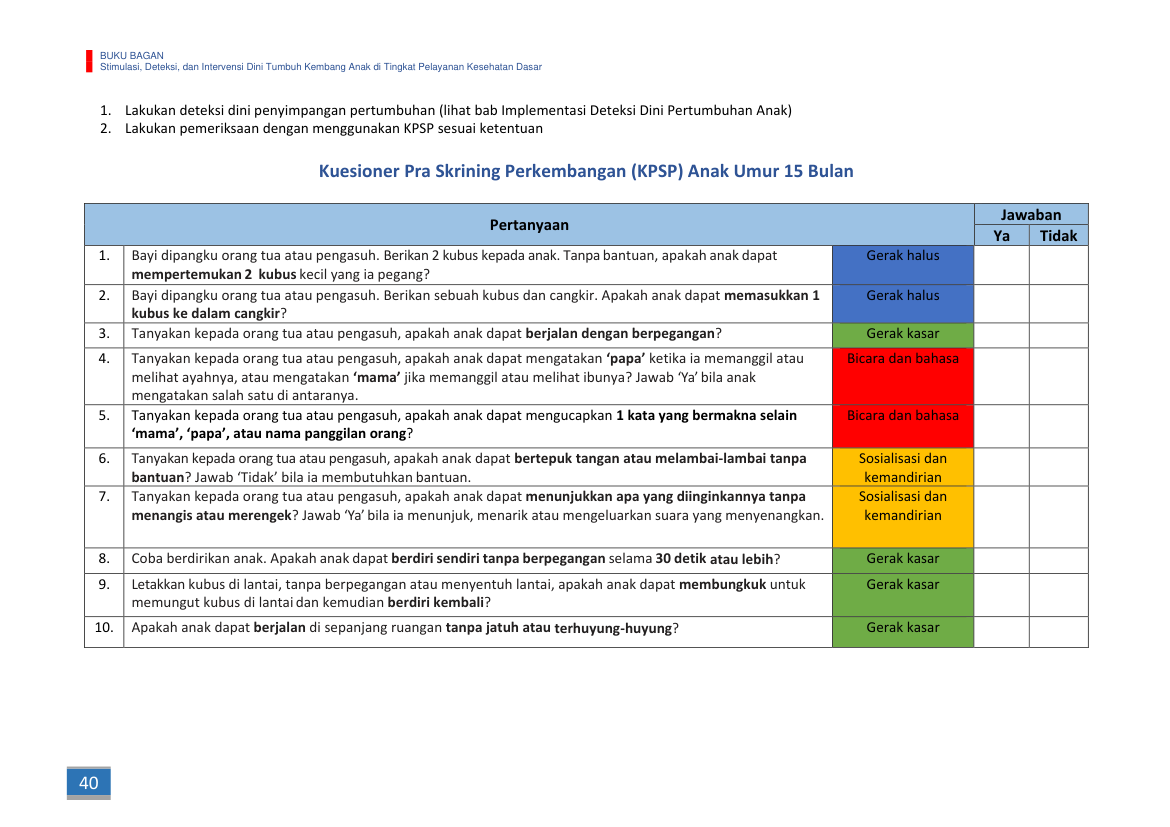 BUKU BAGAN
Stimulasi, Deteksi, dan Intervensi Dini Tumbuh Kembang Anak di Tingkat Pelayanan Kesehatan Dasar
1. Lakukan deteksi dini penyimpangan pertumbuhan (lihat bab Implementasi Deteksi Dini Pertumbuhan Anak)
2. Lakukan pemeriksaan dengan menggunakan KPSP sesuai ketentuan
Kuesioner Pra Skrining Perkembangan (KPSP) Anak Umur 15 Bulan
Pertanyaan
Jawaban
Ya Tidak
1. Bayi dipangku orang tua atau pengasuh. Berikan 2 kubus kepada anak. Tanpa bantuan, apakah anak dapat
mempertemukan 2 kubus kecil yang ia pegang?
Gerak halus
2. Bayi dipangku orang tua atau pengasuh. Berikan sebuah kubus dan cangkir. Apakah anak dapat memasukkan 1
kubus ke dalam cangkir?
Gerak halus
3. Tanyakan kepada orang tua atau pengasuh, apakah anak dapat berjalan dengan berpegangan?
Gerak kasar
4. Tanyakan kepada orang tua atau pengasuh, apakah anak dapat mengatakan ‘papa’ ketika ia memanggil atau
melihat ayahnya, atau mengatakan ‘mama’ jika memanggil atau melihat ibunya? Jawab ‘Ya’ bila anak
mengatakan salah satu di antaranya.
Bicara dan bahasa
5. Tanyakan kepada orang tua atau pengasuh, apakah anak dapat mengucapkan 1 kata yang bermakna selain
‘mama’, ‘papa’, atau nama panggilan orang?
Bicara dan bahasa
6. Tanyakan kepada orang tua atau pengasuh, apakah anak dapat bertepuk tangan atau melambai-lambai tanpa
bantuan? Jawab ‘Tidak’ bila ia membutuhkan bantuan.
Sosialisasi dan
kemandirian
7. Tanyakan kepada orang tua atau pengasuh, apakah anak dapat menunjukkan apa yang diinginkannya tanpa
menangis atau merengek? Jawab ‘Ya’ bila ia menunjuk, menarik atau mengeluarkan suara yang menyenangkan.
Sosialisasi dan
kemandirian
8. Coba berdirikan anak. Apakah anak dapat berdiri sendiri tanpa berpegangan selama 30 detik atau lebih?
Gerak kasar
9. Letakkan kubus di lantai, tanpa berpegangan atau menyentuh lantai, apakah anak dapat membungkuk untuk
memungut kubus di lantai dan kemudian berdiri kembali?
Gerak kasar
10. Apakah anak dapat berjalan di sepanjang ruangan tanpa jatuh atau terhuyung-huyung?
Gerak kasar
40